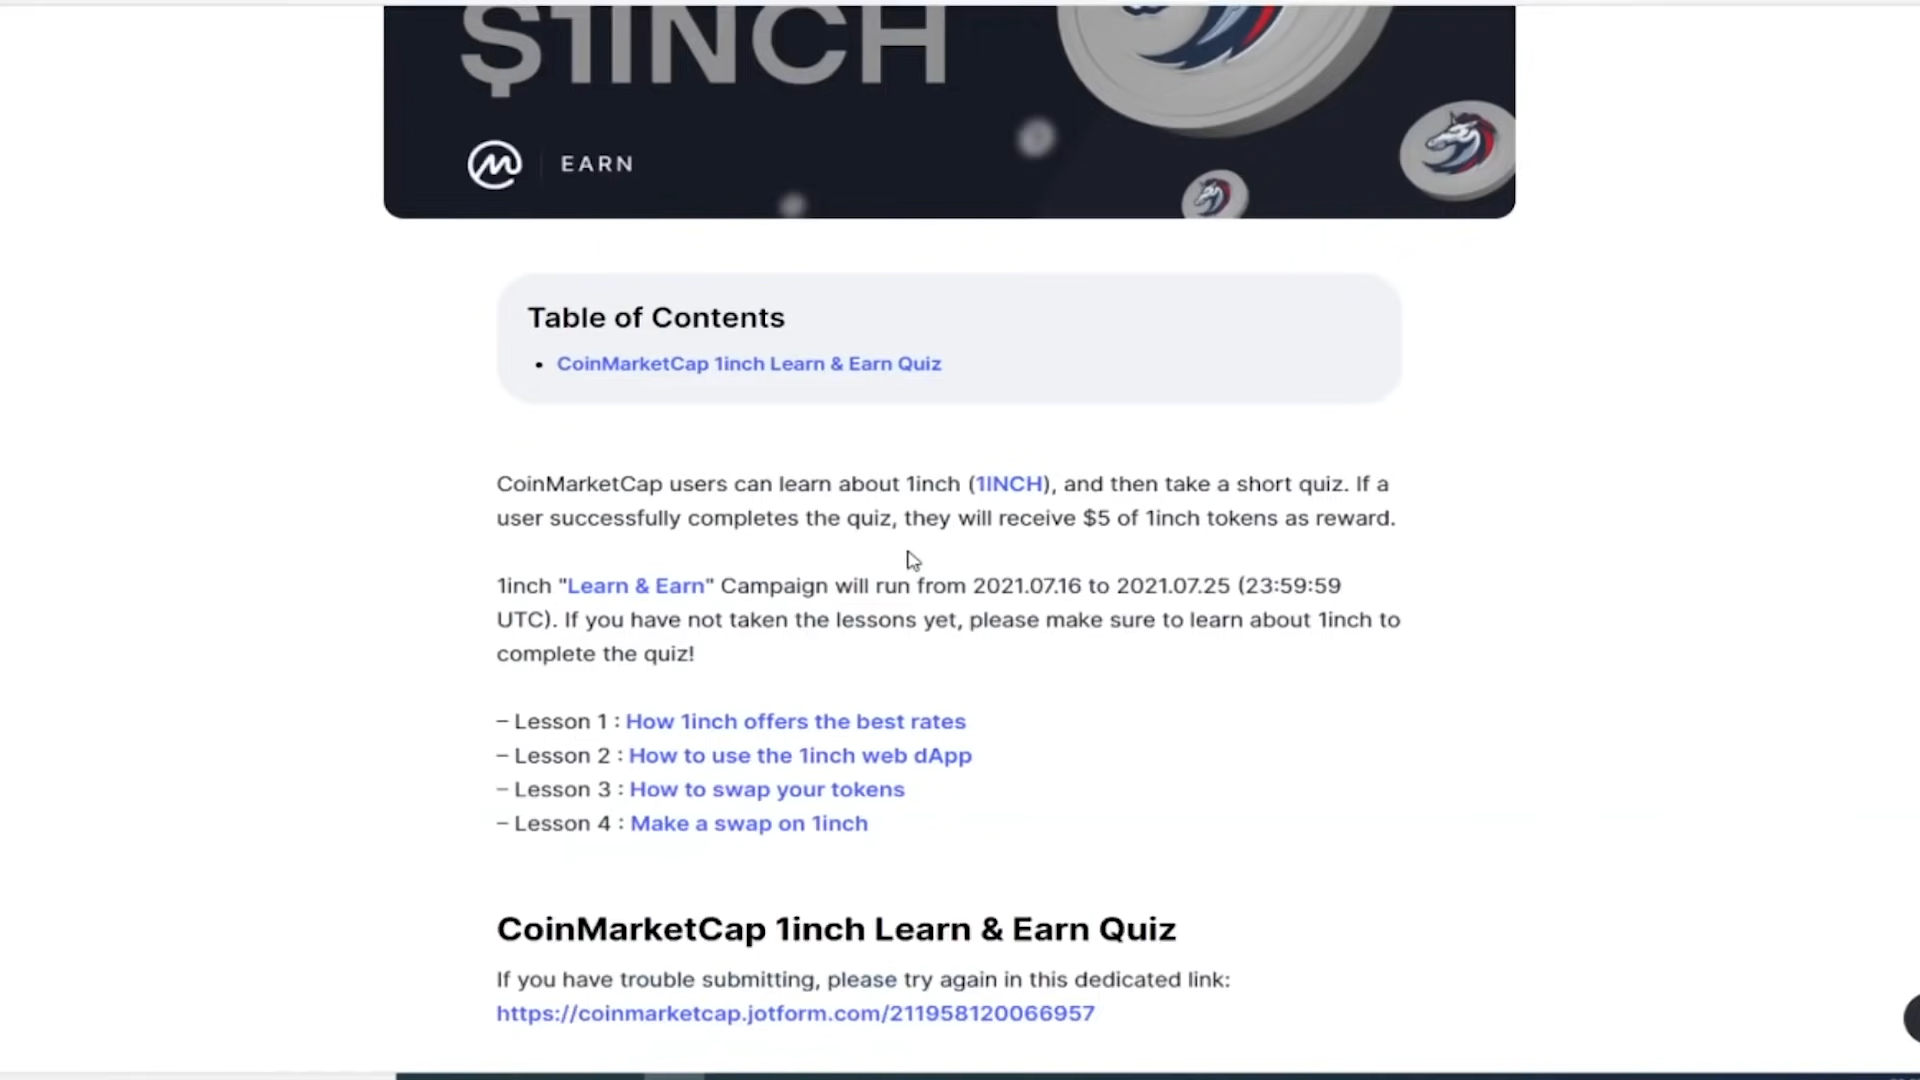 $1INCH
EARN
Table of Contents
• CoinMarketCap 1inch Learn & Earn Quiz
CoinMarketCap users can learn about 1inch (1INCH), and then take a short quiz. If a
user successfully completes the quiz, they will receive $5 of 1inch tokens as reward.
1inch "Learn & Earn" Campaign will run from 2021.07.16 to 2021.07.25 (23:59:59
UTC). If you have not taken the lessons yet, please make sure to learn about 1inch to
complete the quiz!
– Lesson 1 : How 1inch offers the best rates
– Lesson 2 : How to use the 1inch web dApp
– Lesson 3 : How to swap your tokens
– Lesson 4 : Make a swap on 1inch
CoinMarketCap 1inch Learn & Earn Quiz
If you have trouble submitting, please try again in this dedicated link:
https://coinmarketcap.jotform.com/211958120066957